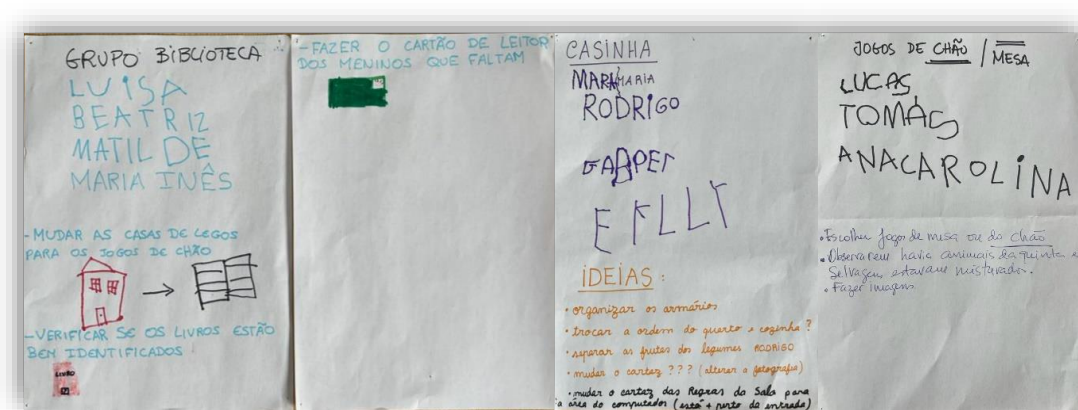 GRUPO BIBLIOTECA
LUISA
BEATRIZ
MATILDE
MARIA INÊS
- MUDAR AS CASAS DE LEGOS
PARA OS JOGOS DE CHÃO
- VERIFICAR SE OS LIVROS ESTÃO
BEM IDENTIFICADOS
LIVRO
- FAZER O CARTÃO DE LEITOR
DOS MENINOS QUE FALTAM
CASINHA
MARIA
RODRIGO
IDEIAS:
• organizar os armários
• trocar a ordem do quarto e cozinha?
• separar as frutas dos legumes RODRIGO
• mudar o cartaz ??? (alterar a fotografia)
• mudar o cartaz das Regras da Sala para
a área do computador (está + perto da entrada)
JOGOS DE CHÃO / MESA
LUCAS
TOMÁS
ANACAROLINA
• Escolher jogos de mesa ou do chão
• Observaram havia animais da quinta e
selvagem estavam misturados.
• Fazer imagens